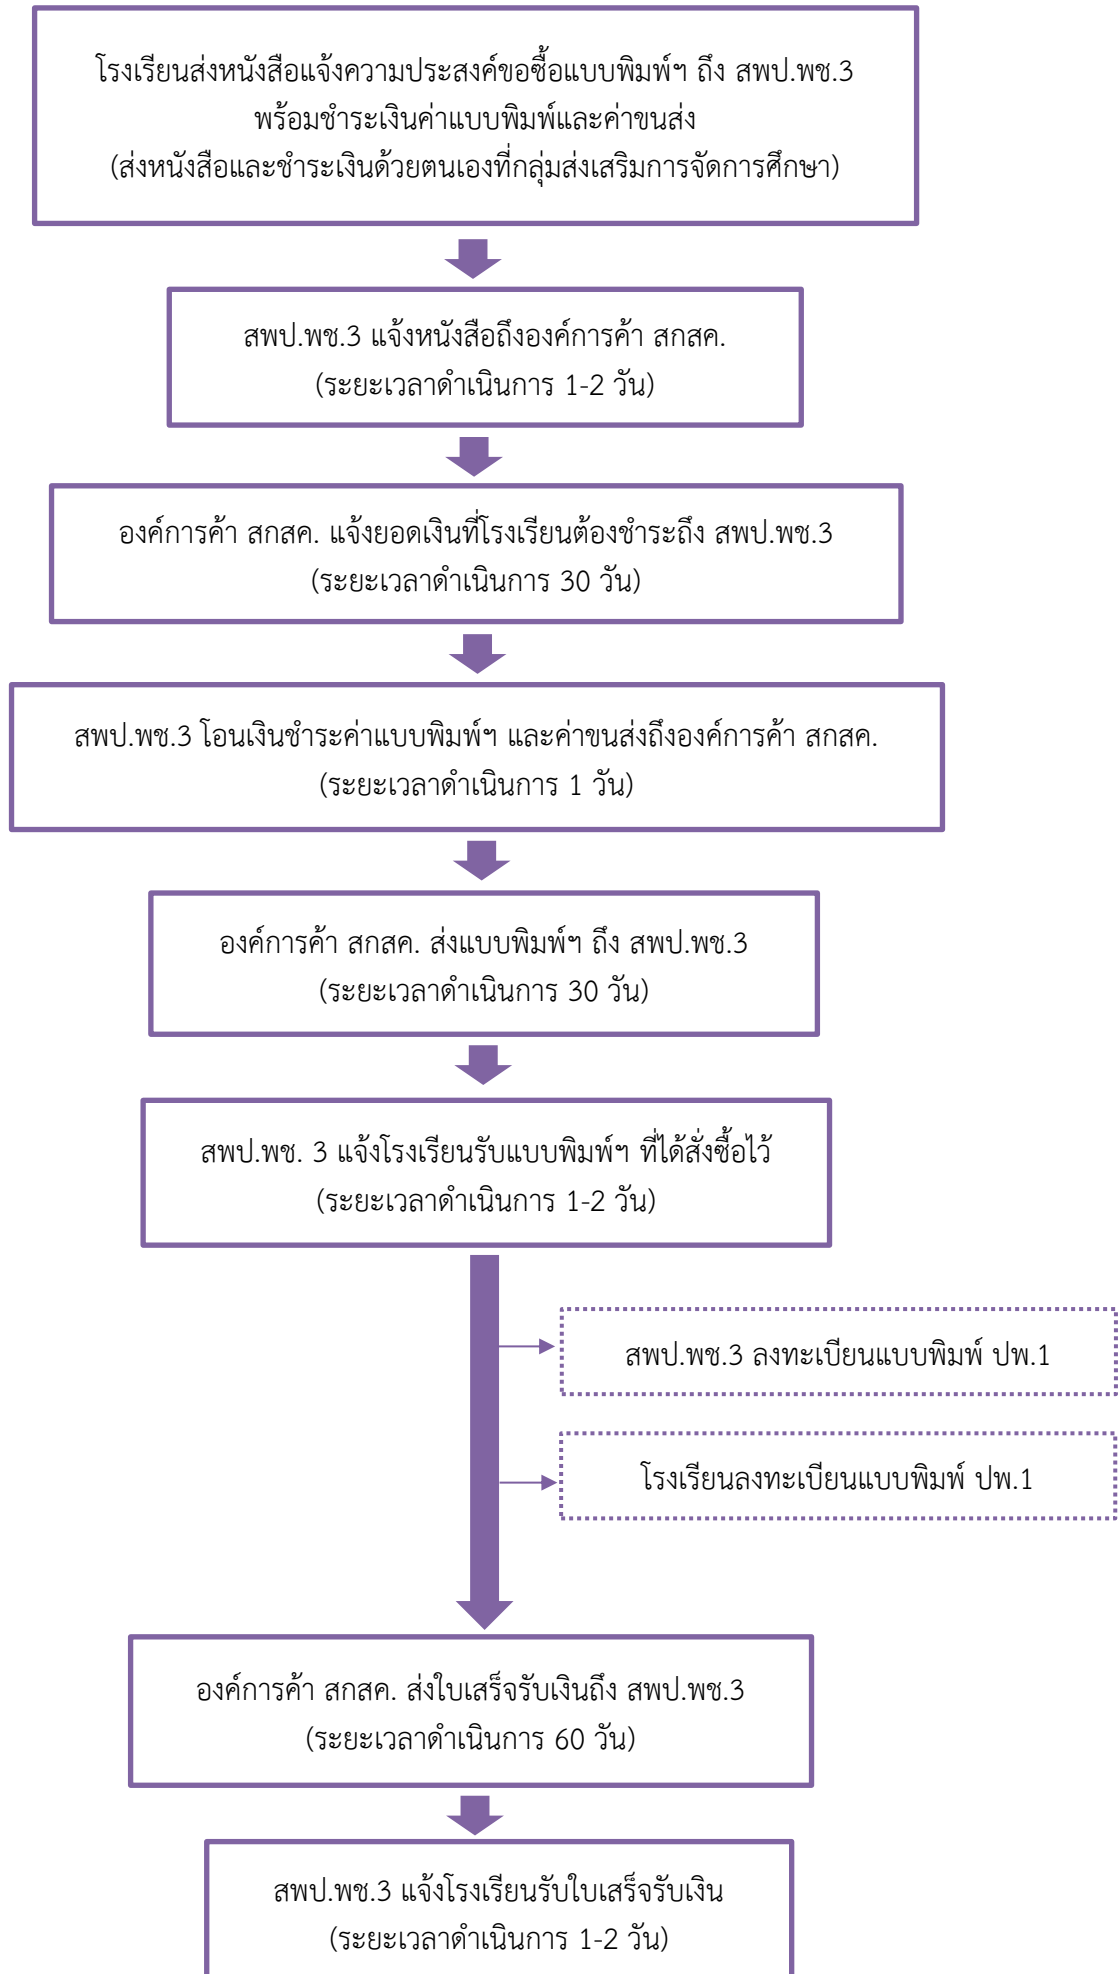 โรงเรียนส่งหนังสือแจ้งความประสงค์ขอซื้อแบบพิมพ์ฯ ถึง สพป.พช.3
พร้อมชำระเงินค่าแบบพิมพ์และค่าขนส่ง
(ส่งหนังสือและชำระเงินด้วยตนเองที่กลุ่มส่งเสริมการจัดการศึกษา)
สพป.พช.3 แจ้งหนังสือถึงองค์การค้า สกสค.
(ระยะเวลาดำเนินการ 1-2 วัน)
องค์การค้า สกสค. แจ้งยอดเงินที่โรงเรียนต้องชำระถึง สพป.พช.3
(ระยะเวลาดำเนินการ 30 วัน)
สพป.พช.3 โอนเงินชำระค่าแบบพิมพ์ฯ และค่าขนส่งถึงองค์การค้า สกสค.
(ระยะเวลาดำเนินการ 1 วัน)
องค์การค้า สกสค. ส่งแบบพิมพ์ฯ ถึง สพป.พช.3
(ระยะเวลาดำเนินการ 30 วัน)
สพป.พช. 3 แจ้งโรงเรียนรับแบบพิมพ์ฯ ที่ได้สั่งซื้อไว้
(ระยะเวลาดำเนินการ 1-2 วัน)
สพป.พช.3 ลงทะเบียนแบบพิมพ์ ปพ.1
โรงเรียนลงทะเบียนแบบพิมพ์ ปพ.1
องค์การค้า สกสค. ส่งใบเสร็จรับเงินถึง สพป.พช.3
(ระยะเวลาดำเนินการ 60 วัน)
สพป.พช.3 แจ้งโรงเรียนรับใบเสร็จรับเงิน
(ระยะเวลาดำเนินการ 1-2 วัน)